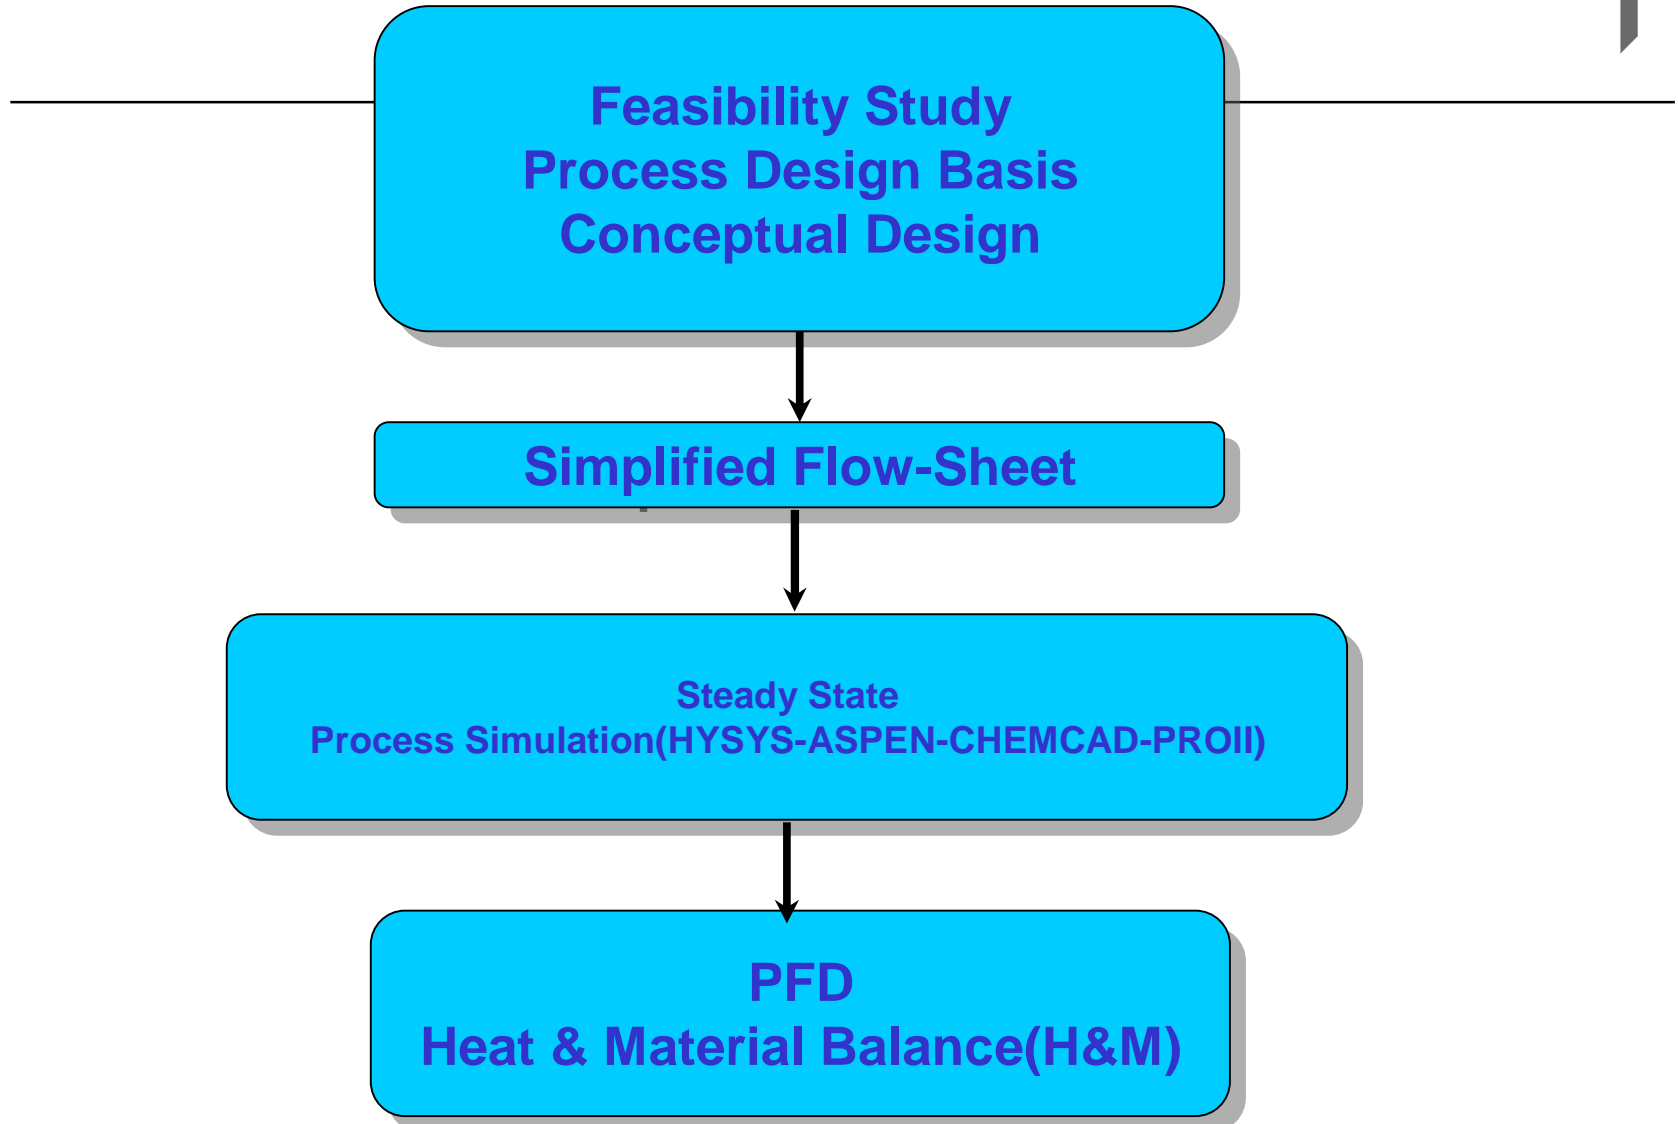 Feasibility Study
Process Design Basis
Conceptual Design
Simplified Flow-Sheet
Steady State
Process Simulation(HYSYS-ASPEN-CHEMCAD-PROII)
PFD
Heat & Material Balance(H&M)